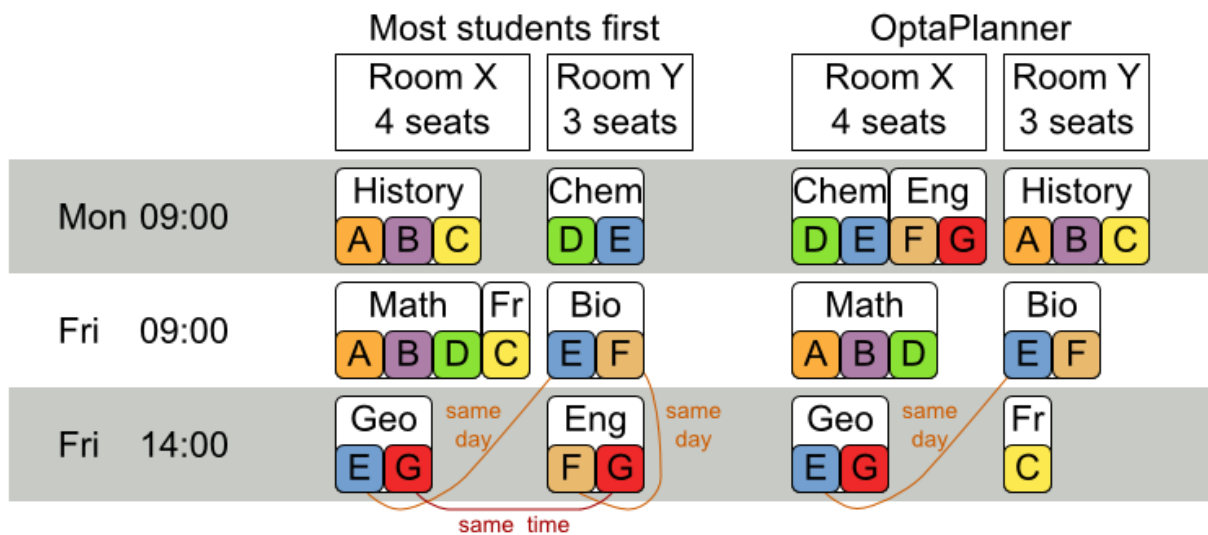 Most students first OptaPlanner
Room X Room Y Room X Room Y
4 seats 3 seats 4 seats 3 seats
Mon 09:00 History Chem Chem Eng History
A B C D E D E F G A B C
Fri 09:00 Math Fr Bio Math Bio
A B D C E F A B D E F
Fri 14:00 Geo same day Eng same day Geo same day Fr
E G F G E G C
same time